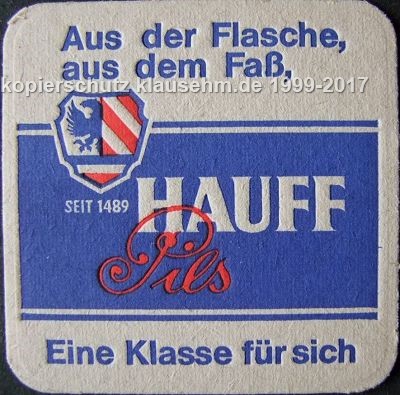 Aus der Flasche,
aus dem Faß,
kopierschutz klausehm.de 1999-2017
SEIT 1489
HAUFF
Pils
Eine Klasse für sich